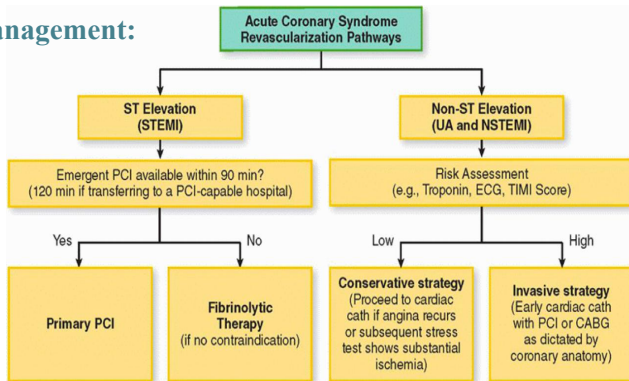 anagement:
Acute Coronary Syndrome
Revascularization Pathways
ST Elevation
(STEMI)
Non-ST Elevation
(UA and NSTEMI)
Emergent PCI available within 90 min?
(120 min if transferring to a PCI-capable hospital)
Risk Assessment
(e.g., Troponin, ECG, TIMI Score)
Yes
No
Low
High
Primary PCI
Fibrinolytic
Therapy
(if no contraindication)
Conservative strategy
(Proceed to cardiac
cath if angina recurs
or subsequent stress
test shows substantial
ischemia)
Invasive strategy
(Early cardiac cath
with PCI or CABG
as dictated by
coronary anatomy)